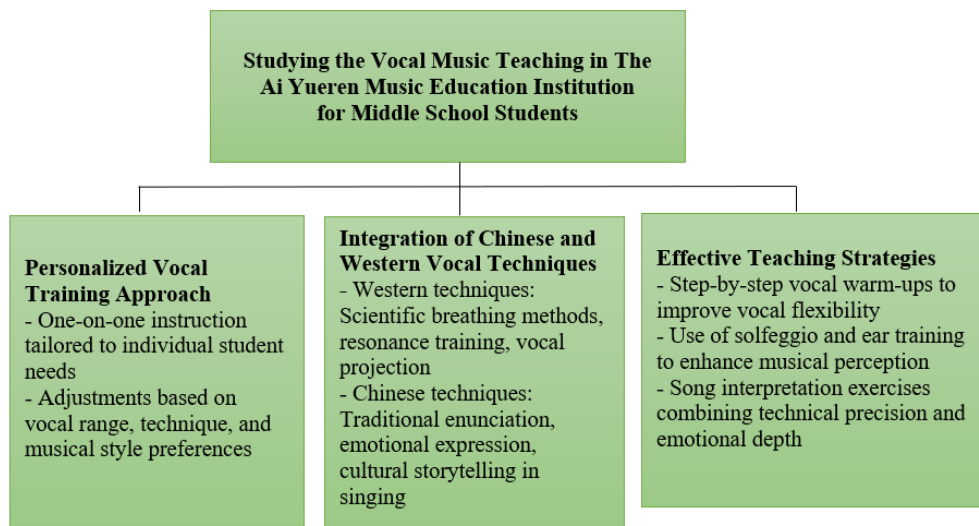 Studying the Vocal Music Teaching in The
Ai Yueren Music Education Institution
for Middle School Students
Personalized Vocal
Training Approach
- One-on-one instruction
tailored to individual student
needs
- Adjustments based on
vocal range, technique, and
musical style preferences
Integration of Chinese and
Western Vocal Techniques
- Western techniques:
Scientific breathing methods,
resonance training, vocal
projection
- Chinese techniques:
Traditional enunciation,
emotional expression,
cultural storytelling in
singing
Effective Teaching Strategies
- Step-by-step vocal warm-ups to
improve vocal flexibility
- Use of solfeggio and ear training
to enhance musical perception
- Song interpretation exercises
combining technical precision and
emotional depth